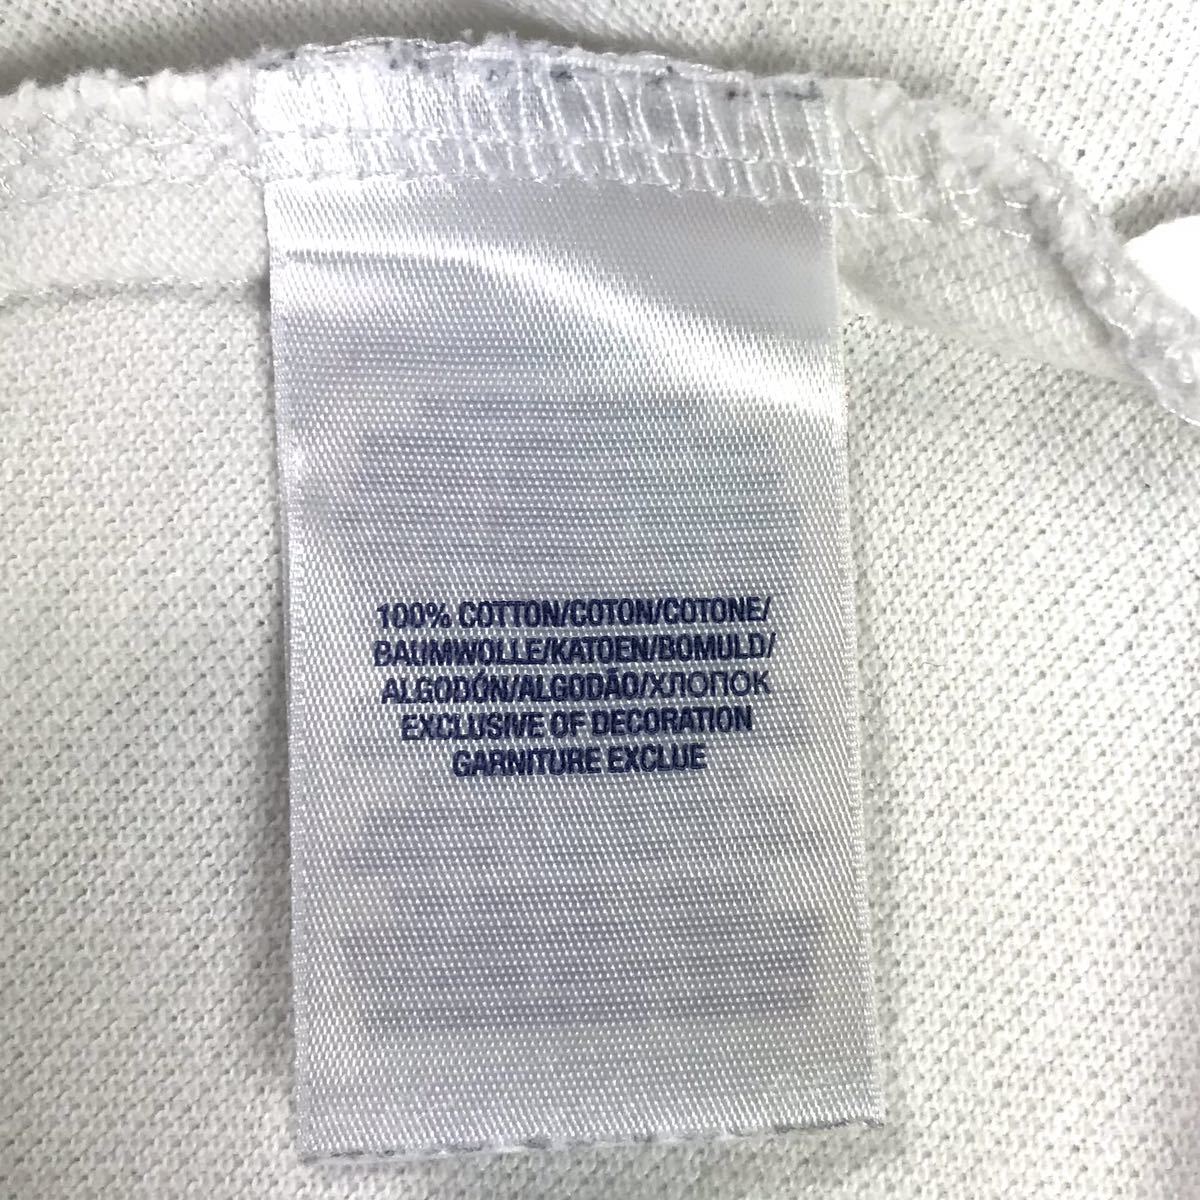 100% COTTON/COTON/COTONE/
BAUMWOLLE/KATOEN/BOMULD/
ALGODÓN/ALGODÃO/ХЛОПОК
EXCLUSIVE OF DECORATION
GARNITURE EXCLUE